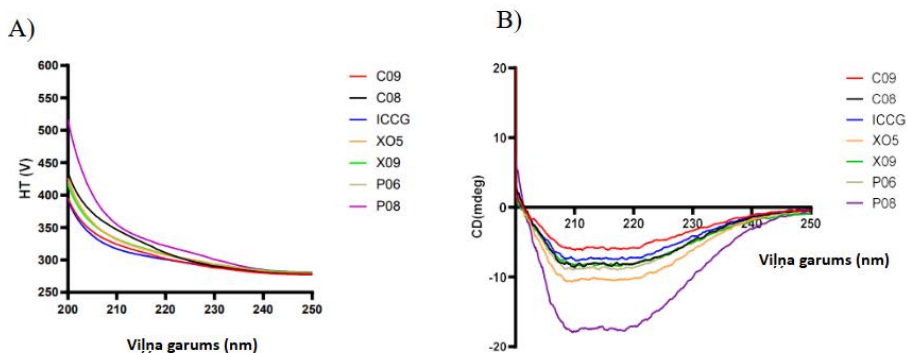 A)
HT (V)
600
550
500
450
400
350
300
250
200
210
220
230
240
250
Viļņa garums (nm)
C09
C08
ICCG
XO5
X09
P06
P08
B)
CD(mdeg)
20
10
0
-10
-20
210
220
230
240
250
Viļņa garums (nm)
C09
C08
ICCG
XO5
X09
P06
P08